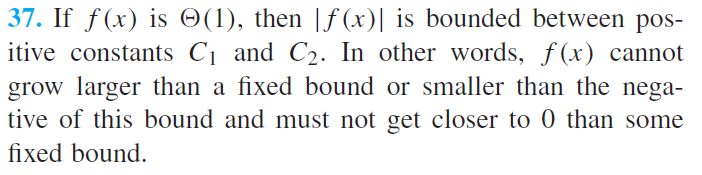 37. If f(x) is Θ(1), then |f(x)| is bounded between pos-
itive constants C₁ and C₂. In other words, f(x) cannot
grow larger than a fixed bound or smaller than the nega-
tive of this bound and must not get closer to 0 than some
fixed bound.